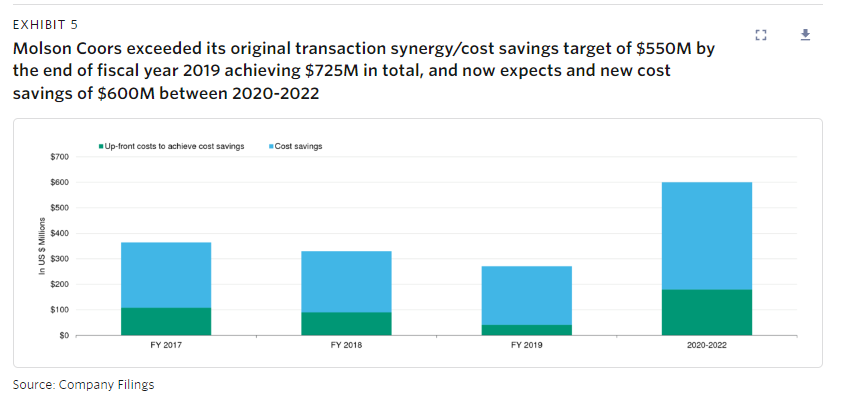 EXHIBIT 5
Molson Coors exceeded its original transaction synergy/cost savings target of $550M by
the end of fiscal year 2019 achieving $725M in total, and now expects and new cost
savings of $600M between 2020-2022
Up-front costs to achieve cost savings
Cost savings
In US $ Millions
$700
$600
$500
$400
$300
$200
$100
$0
FY 2017
FY 2018
FY 2019
2020-2022
Source: Company Filings